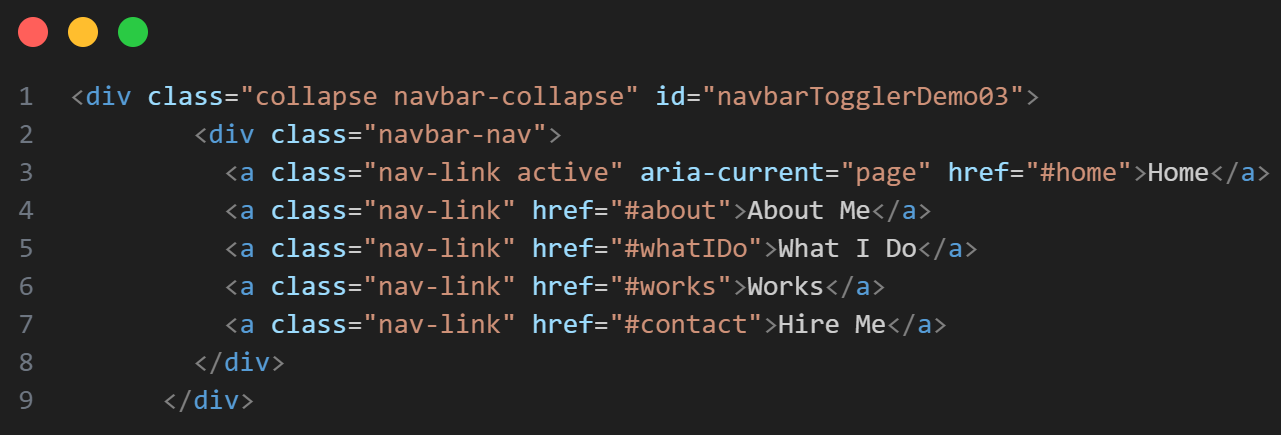 1 <div class="collapse navbar-collapse" id="navbarTogglerDemo03">
2         <div class="navbar-nav">
3           <a class="nav-link active" aria-current="page" href="#home">Home</a>
4           <a class="nav-link" href="#about">About Me</a>
5           <a class="nav-link" href="#whatIDo">What I Do</a>
6           <a class="nav-link" href="#works">Works</a>
7           <a class="nav-link" href="#contact">Hire Me</a>
8         </div>
9       </div>